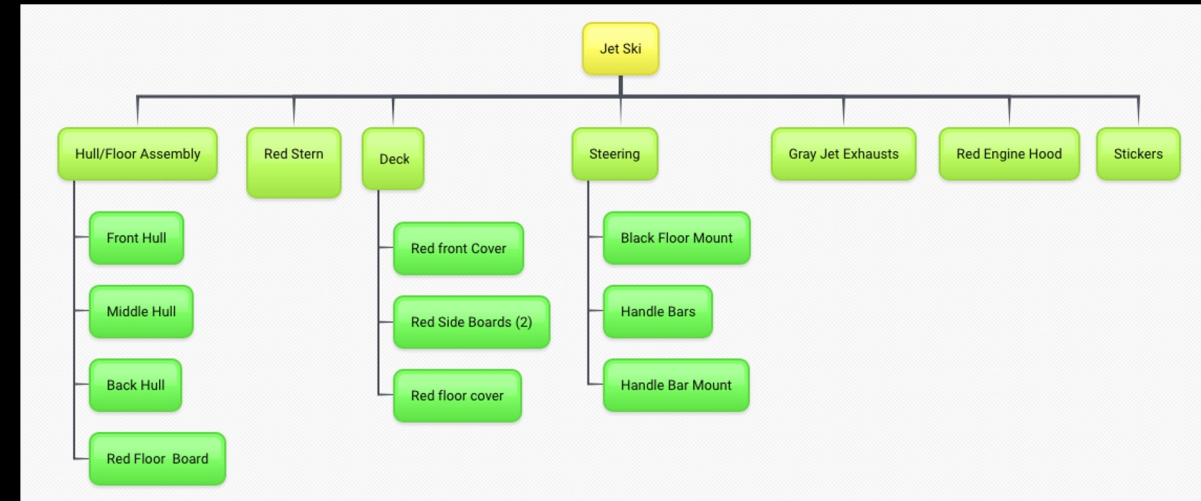 Jet Ski
Hull/Floor Assembly
Red Stern
Deck
Steering
Gray Jet Exhausts
Red Engine Hood
Stickers
Front Hull
Middle Hull
Back Hull
Red Floor  Board
Red front Cover
Red Side Boards (2)
Red floor cover
Black Floor Mount
Handle Bars
Handle Bar Mount